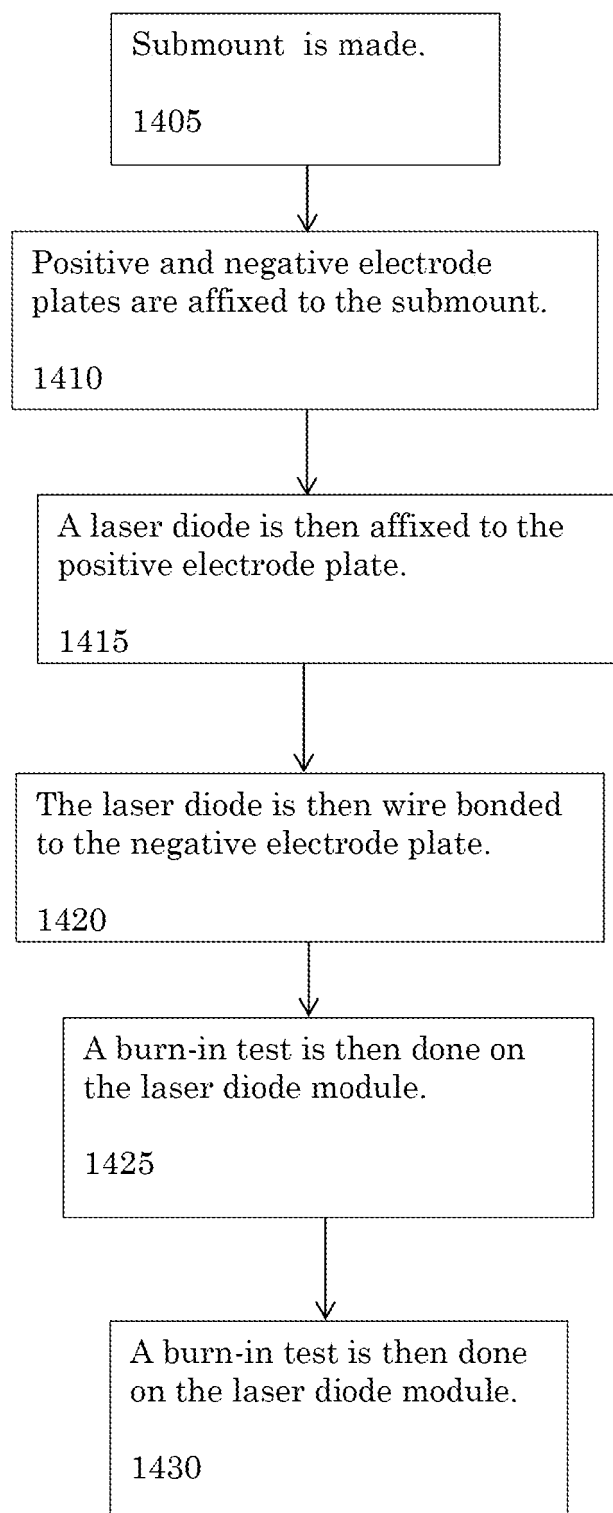 Submount is made.
1405
Positive and negative electrode
plates are affixed to the submount.
1410
A laser diode is then affixed to the
positive electrode plate.
1415
The laser diode is then wire bonded
to the negative electrode plate.
1420
A burn-in test is then done on
the laser diode module.
1425
A burn-in test is then done
on the laser diode module.
1430